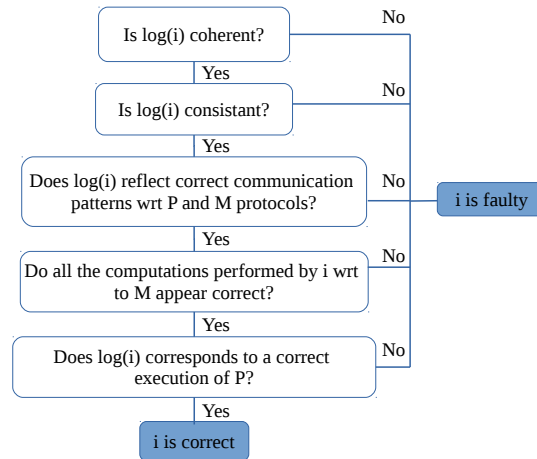 No
Is log(i) coherent?
Yes
No
Is log(i) consistant?
Yes
Does log(i) reflect correct communication
patterns wrt P and M protocols?
No
i is faulty
Yes
Do all the computations performed by i wrt
to M appear correct?
No
Yes
Does log(i) corresponds to a correct
execution of P?
No
Yes
i is correct